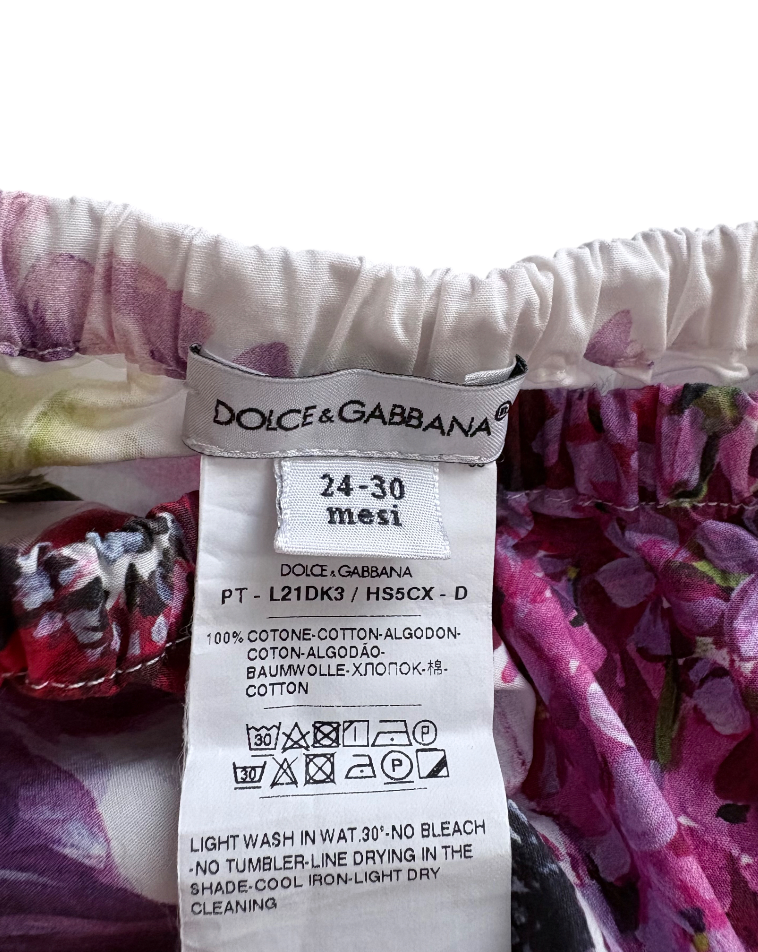 DOLCE&GABBANA®
24-30
mesi
DOLCE&GABBANA
PT - L21DK3 / HS5CX - D
100% COTONE-COTTON-ALGODON-
COTON-ALGODÃO-
BAUMWOLLE-ХЛОПОК-棉-
COTTON
30 P
30 P
LIGHT WASH IN WAT.30°-NO BLEACH
-NO TUMBLER-LINE DRYING IN THE
SHADE-COOL IRON-LIGHT DRY
CLEANING